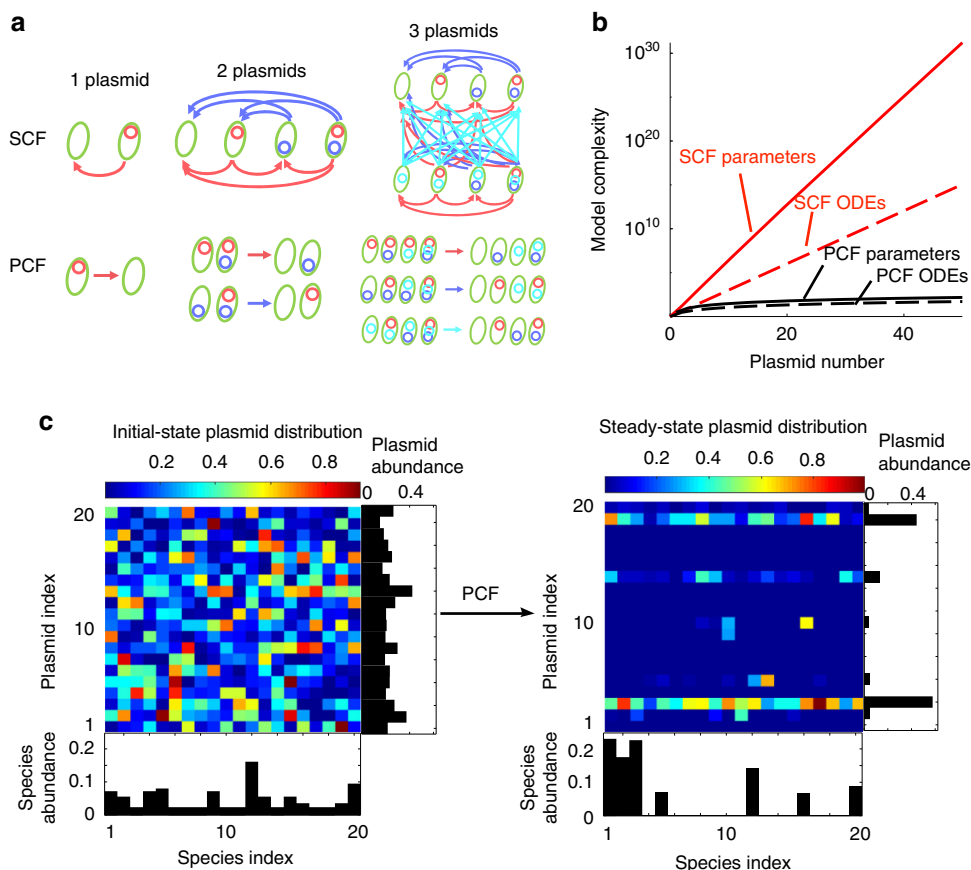 a
1 plasmid
2 plasmids
3 plasmids
SCF
PCF
b
Model complexity
10^30
10^20
10^10
SCF parameters
SCF ODEs
PCF parameters
PCF ODEs
0
20
40
Plasmid number
c
Initial-state plasmid distribution
0.2 0.4 0.6 0.8
Plasmid
abundance
0 0.4
Plasmid index
20
10
1
Species
abundance
0.2
0.1
0
1 10 20
Species index
PCF
Steady-state plasmid distribution
0.2 0.4 0.6 0.8
Plasmid
abundance
0 0.4
Plasmid index
20
10
1
Species
abundance
0.2
0.1
0
1 10 20
Species index